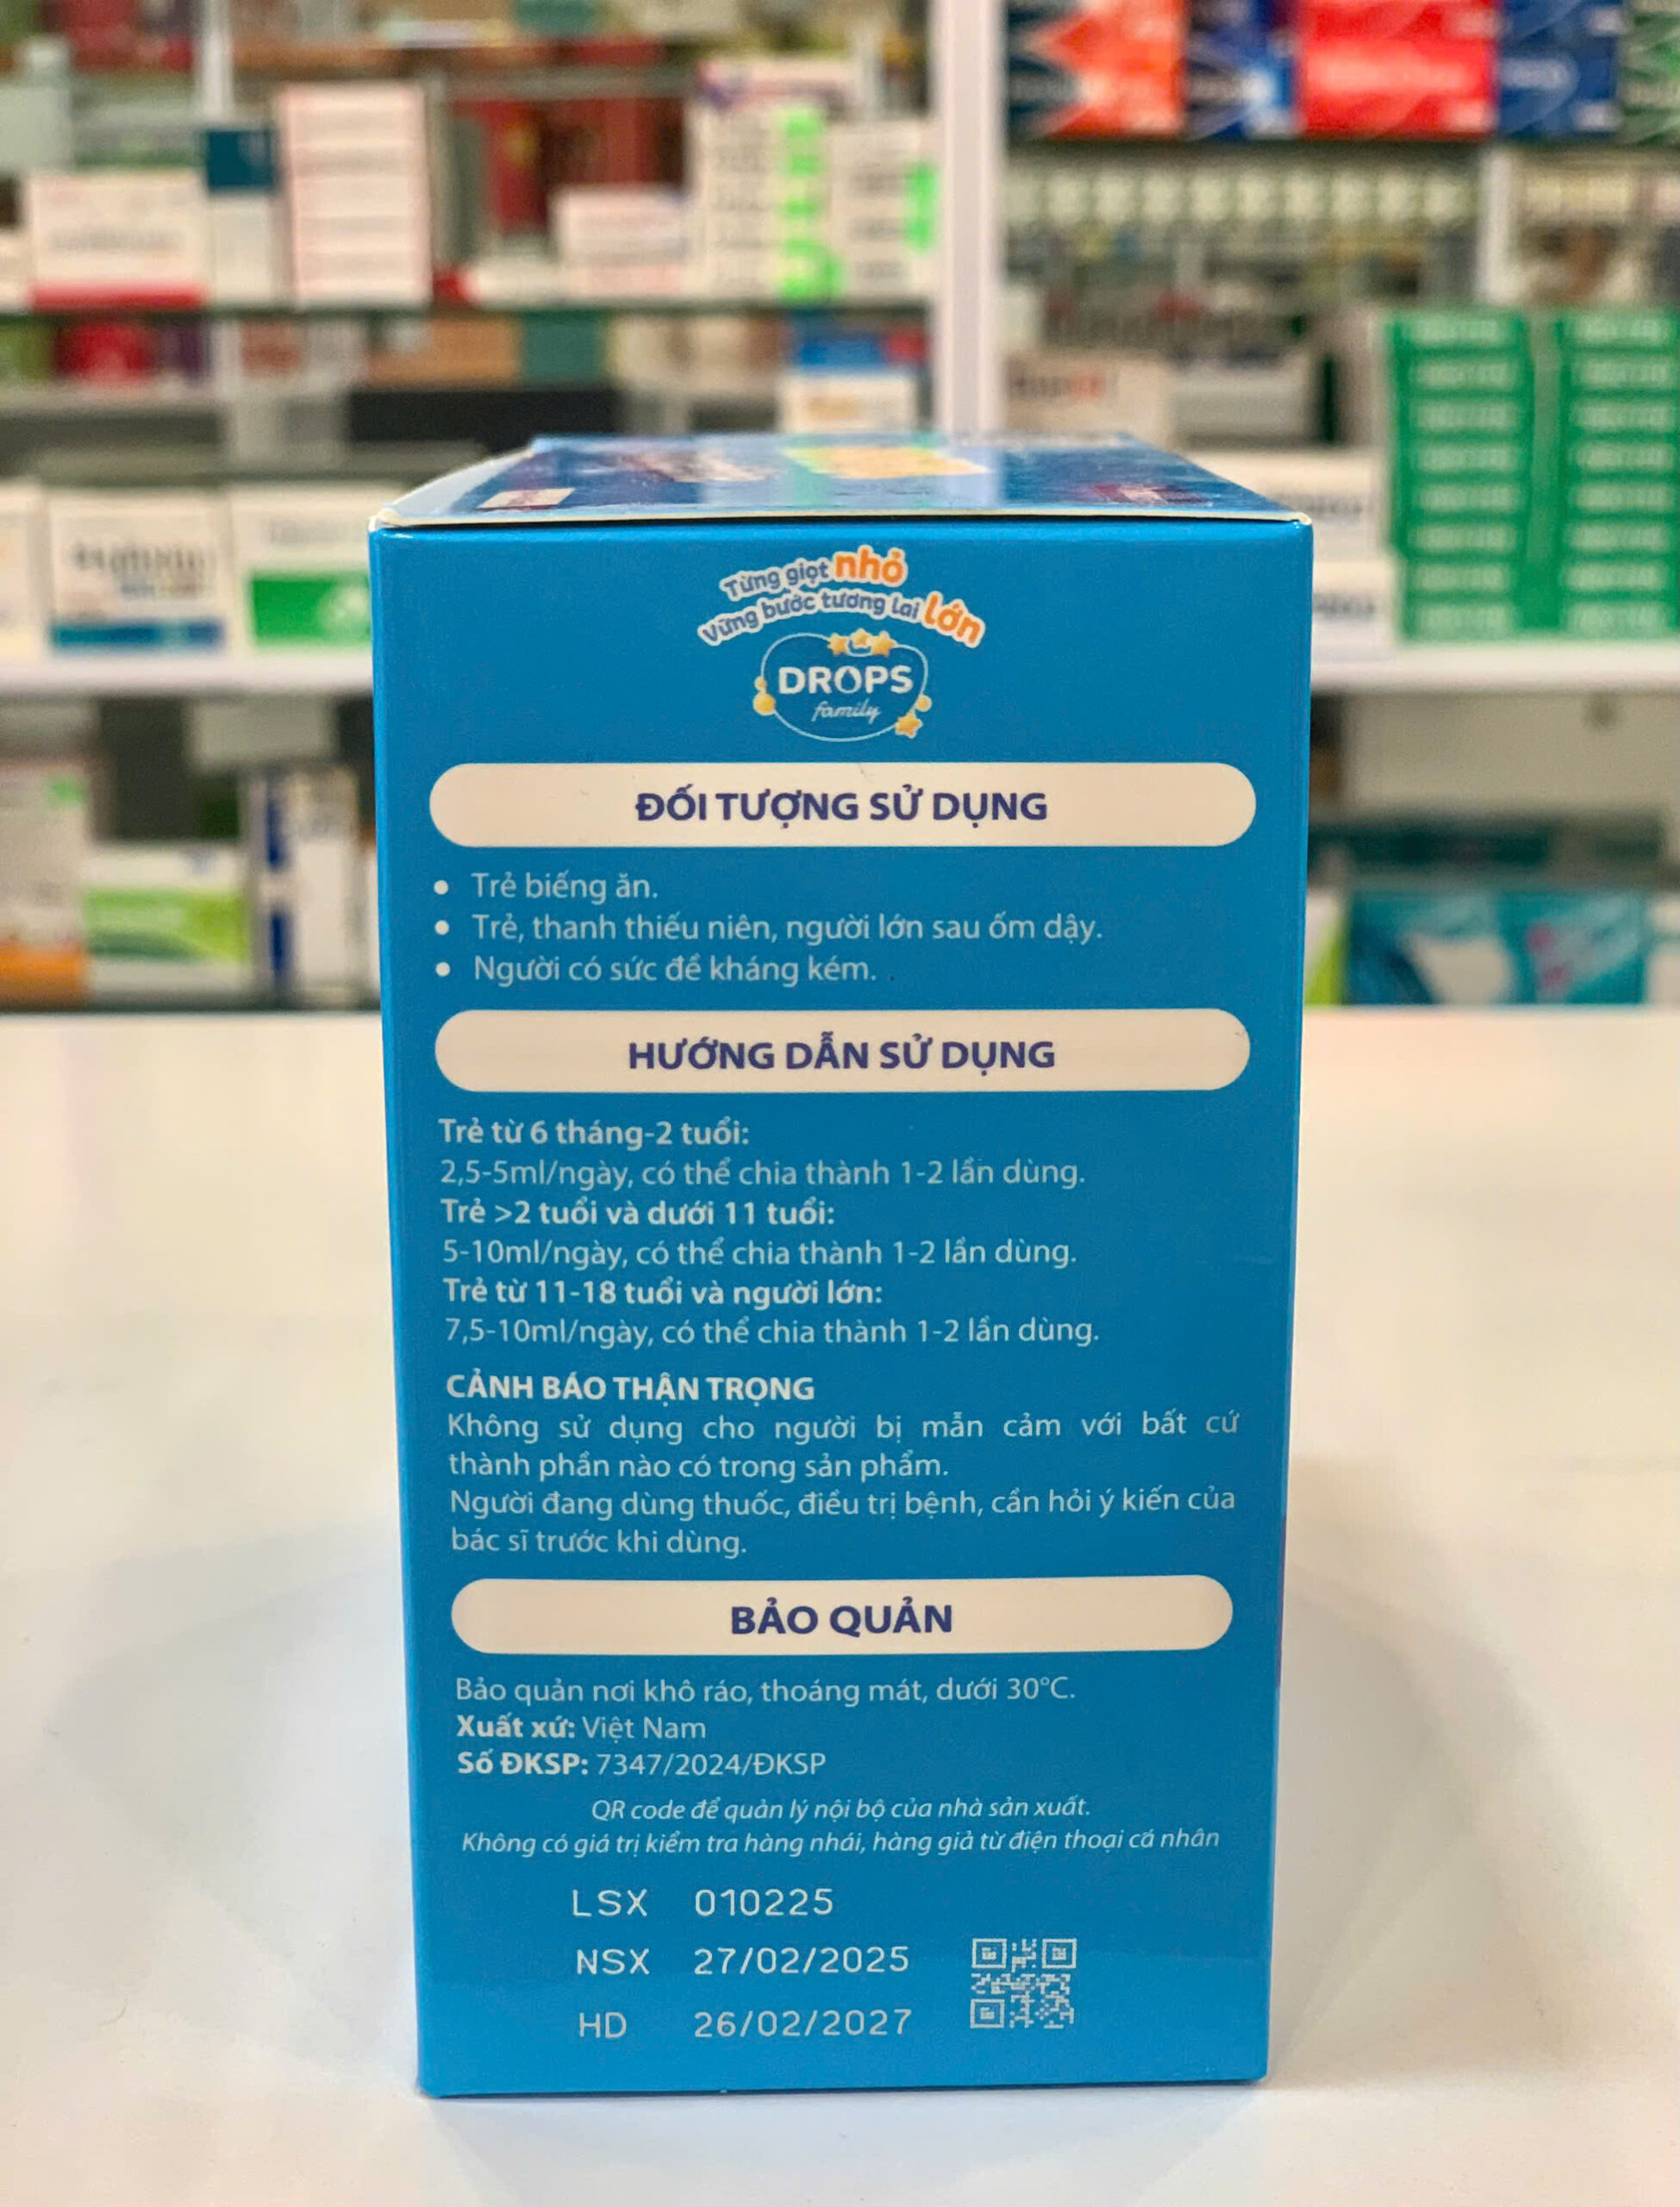 Từng giọt nhỏ
Vững bước tương lai lớn
DROPS
family
ĐỐI TƯỢNG SỬ DỤNG
• Trẻ biếng ăn.
• Trẻ, thanh thiếu niên, người lớn sau ốm dậy.
• Người có sức đề kháng kém.
HƯỚNG DẪN SỬ DỤNG
Trẻ từ 6 tháng-2 tuổi:
2,5-5ml/ngày, có thể chia thành 1-2 lần dùng.
Trẻ >2 tuổi và dưới 11 tuổi:
5-10ml/ngày, có thể chia thành 1-2 lần dùng.
Trẻ từ 11-18 tuổi và người lớn:
7,5-10ml/ngày, có thể chia thành 1-2 lần dùng.
CẢNH BÁO THẬN TRỌNG
Không sử dụng cho người bị mẫn cảm với bất cứ
thành phần nào có trong sản phẩm.
Người đang dùng thuốc, điều trị bệnh, cần hỏi ý kiến của
bác sĩ trước khi dùng.
BẢO QUẢN
Bảo quản nơi khô ráo, thoáng mát, dưới 30°C.
Xuất xứ: Việt Nam
Số ĐKSP: 7347/2024/ĐKSP
QR code để quản lý nội bộ của nhà sản xuất.
Không có giá trị kiểm tra hàng nhái, hàng giả từ điện thoại cá nhân
LSX 010225
NSX 27/02/2025
HD 26/02/2027